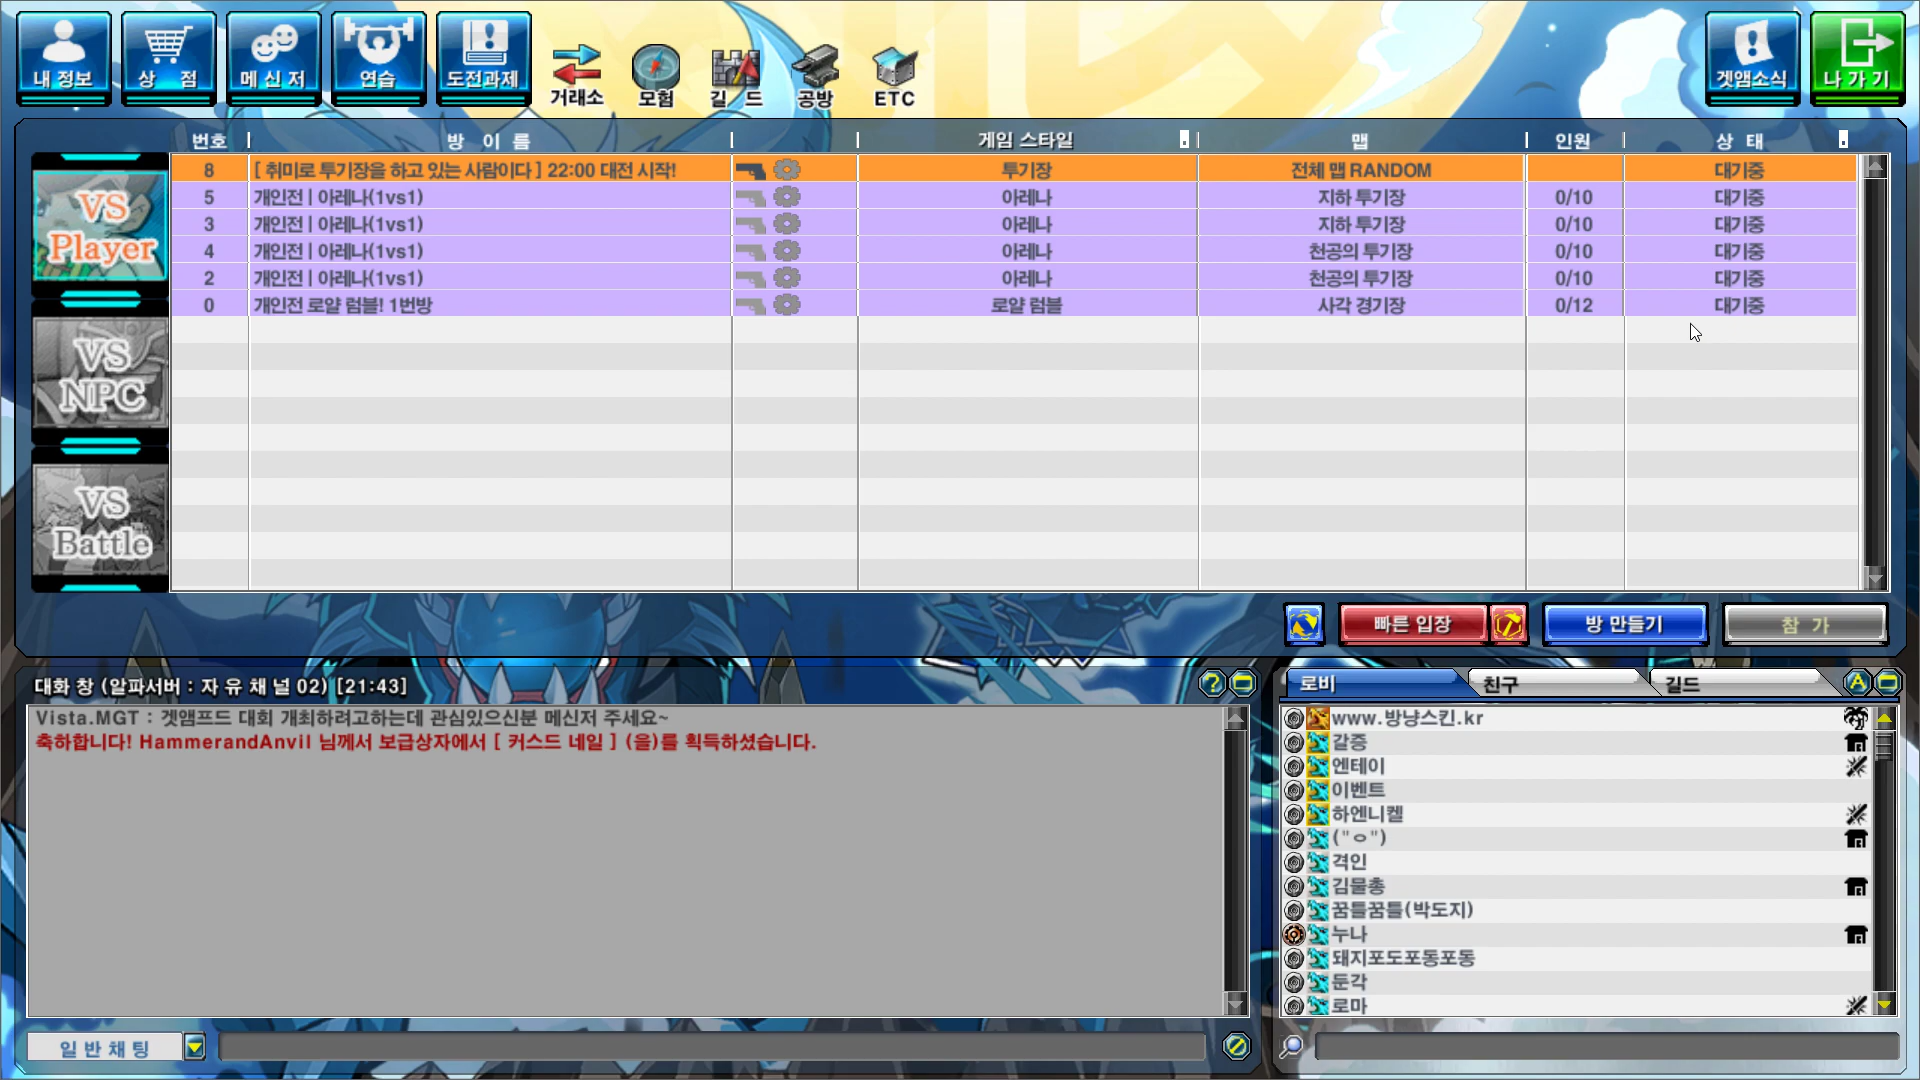 내 정보
상 점
메 신 저
연습
도전과제
거래소
모험
길 드
공방
ETC
겟앰소식
나 가 기
번호 방 이 름 게임 스타일 맵 인원 상 태
8 [ 취미로 투기장을 하고 있는 사람이다 ] 22:00 대전 시작! 투기장 전체 맵 RANDOM 대기중
5 개인전 | 아레나(1vs1) 아레나 지하 투기장 0/10 대기중
3 개인전 | 아레나(1vs1) 아레나 지하 투기장 0/10 대기중
4 개인전 | 아레나(1vs1) 아레나 천공의 투기장 0/10 대기중
2 개인전 | 아레나(1vs1) 아레나 천공의 투기장 0/10 대기중
0 개인전 로얄 럼블! 1번방 로얄 럼블 사각 경기장 0/12 대기중
VS
Player
VS
NPC
VS
Battle
빠른 입장
방 만들기
참 가
대화 창 (알파서버 : 자 유 채 널 02) [21:43]
Vista.MGT : 겟앰프드 대회 개최하려고하는데 관심있으신분 메신저 주세요~
축하합니다! HammerandAnvil 님께서 보급상자에서 [ 커스드 네일 ] (을)를 획득하셨습니다.
일 반 채 팅
로비
친구
길드
www.방냥스킨.kr
갈증
엔테이
이벤트
하엔니켈
("ㅇ")
격인
김물총
꿈틀꿈틀(박도지)
누나
돼지포도포동포동
둔각
로마